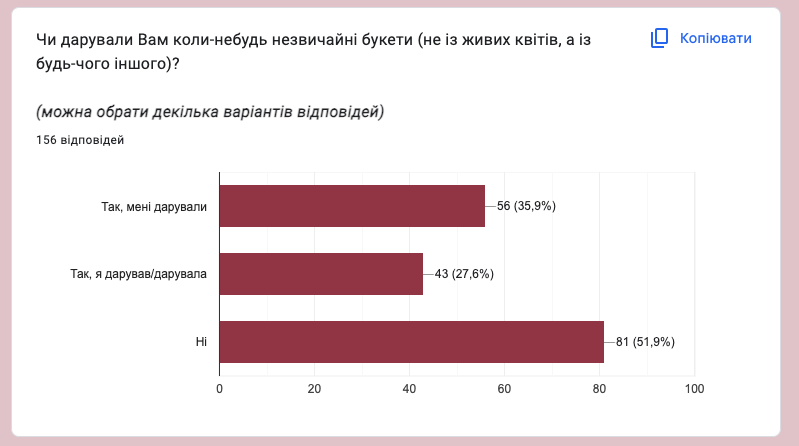 Чи дарували Вам коли-небудь незвичайні букети (не із живих квітів, а із
будь-чого іншого)?
Копіювати
(можна обрати декілька варіантів відповідей)
156 відповідей
Так, мені дарували
56 (35,9%)
Так, я дарував/дарувала
43 (27,6%)
Ні
81 (51,9%)
0 20 40 60 80 100